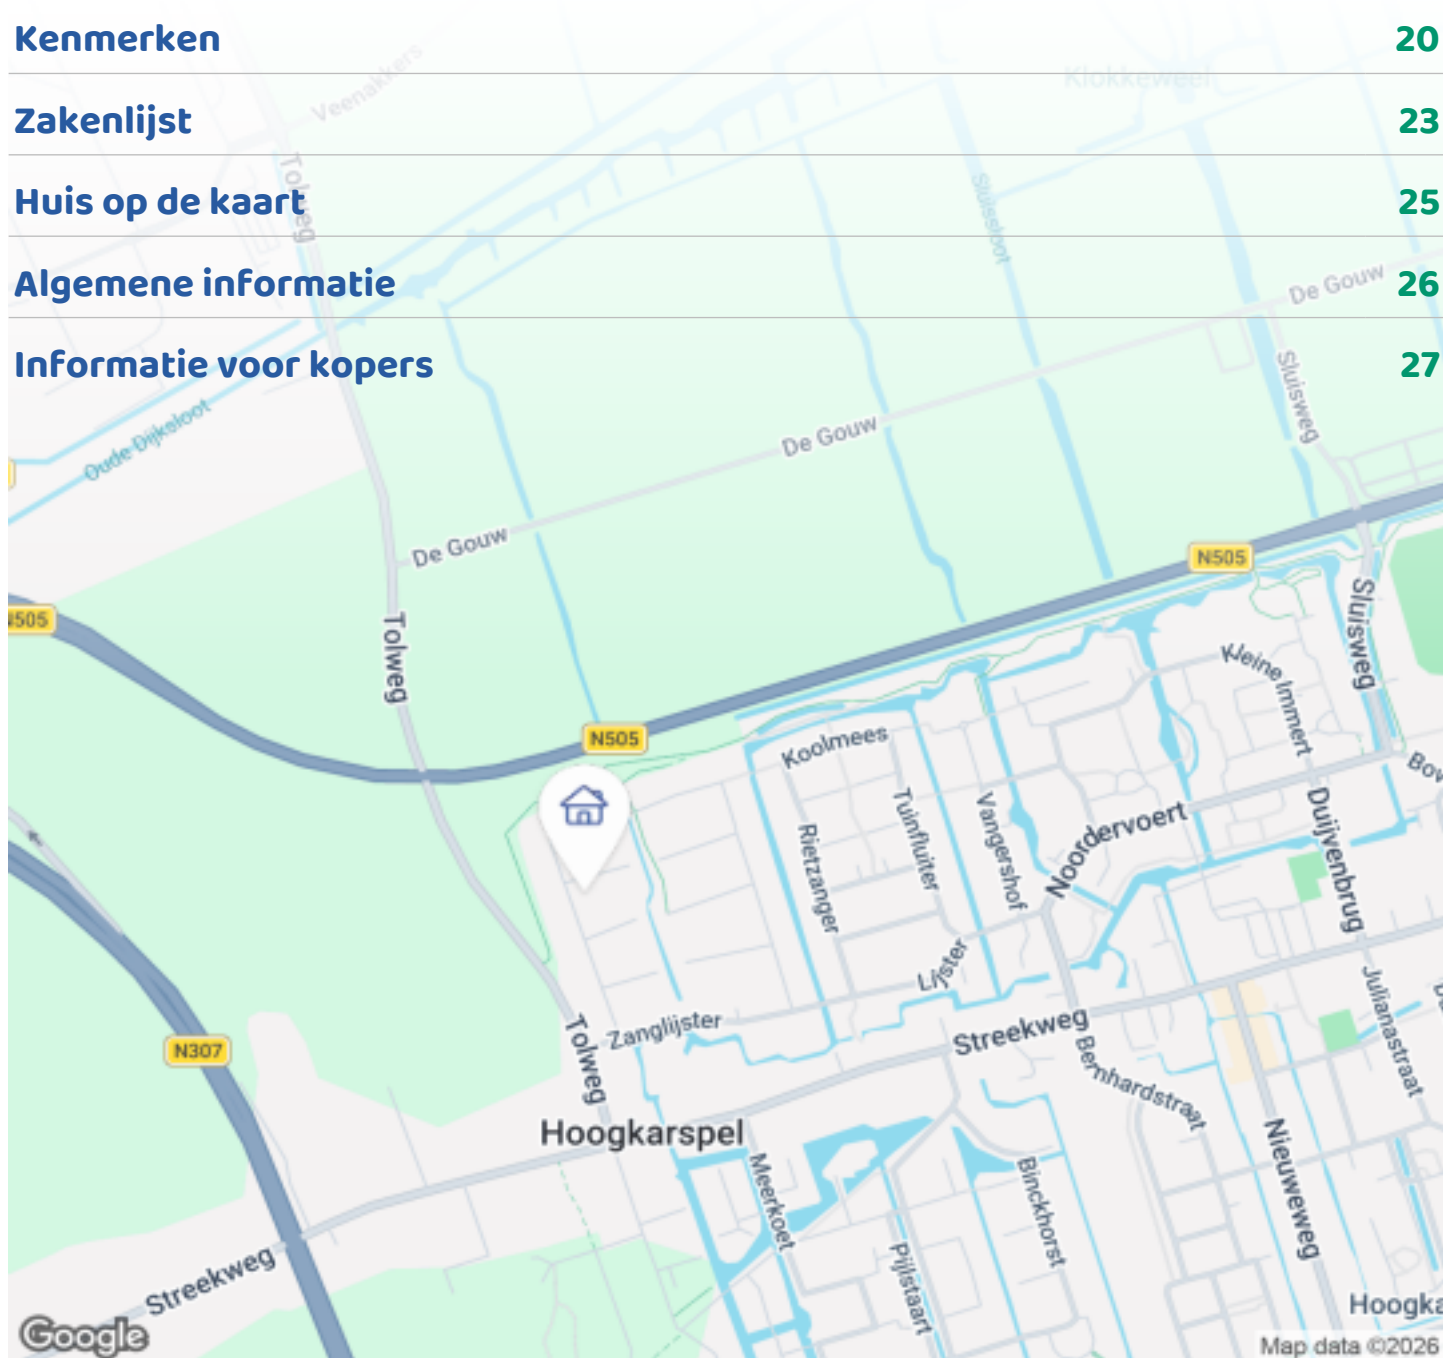 Kenmerken 20
Klokkeweel
Veenakkers
Zakenlijst 23
Tolweg
Sluissloot
Huis op de kaart 25
De Gouw
Algemene informatie 26
Informatie voor kopers 27
Sluisweg
Oude Dijksloot
De Gouw
De Gouw
N505
N505
Tolweg
Sluisweg
Kleine Immert
N505
Koolmees
Bov
Tuinfluiter
Vangershof
Duijvenbrug
Noordervoert
Rietzanger
Lijster
Julianastraat
Zanglijster
Streekweg
Tolweg
N307
Bernhardstraat
Hoogkarspel
Nieuweweg
Meerkoet
Binckhorst
Pijlstaart
Streekweg
Hoogka
Google
Map data ©2026